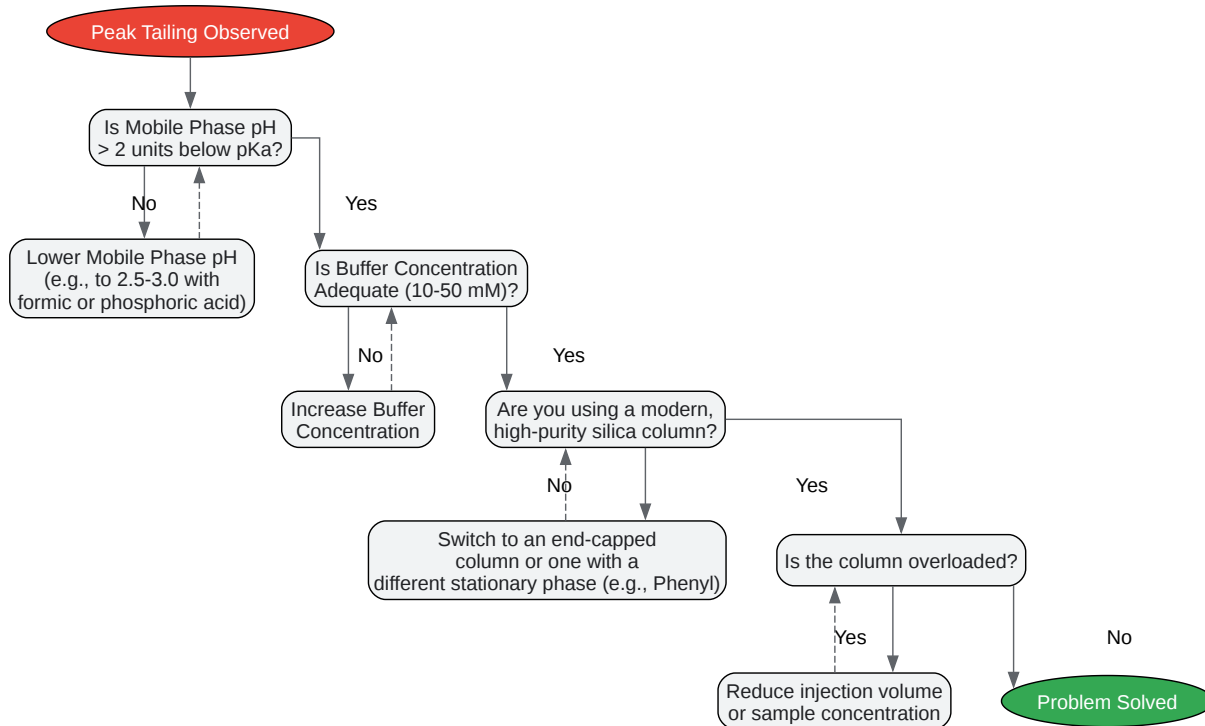 Peak Tailing Observed
Is Mobile Phase pH
> 2 units below pKa?
No
Yes
Lower Mobile Phase pH
(e.g., to 2.5-3.0 with
formic or phosphoric acid)
Is Buffer Concentration
Adequate (10-50 mM)?
No
Yes
Increase Buffer
Concentration
Are you using a modern,
high-purity silica column?
No
Yes
Switch to an end-capped
column or one with a
different stationary phase (e.g., Phenyl)
Is the column overloaded?
Yes
No
Reduce injection volume
or sample concentration
Problem Solved